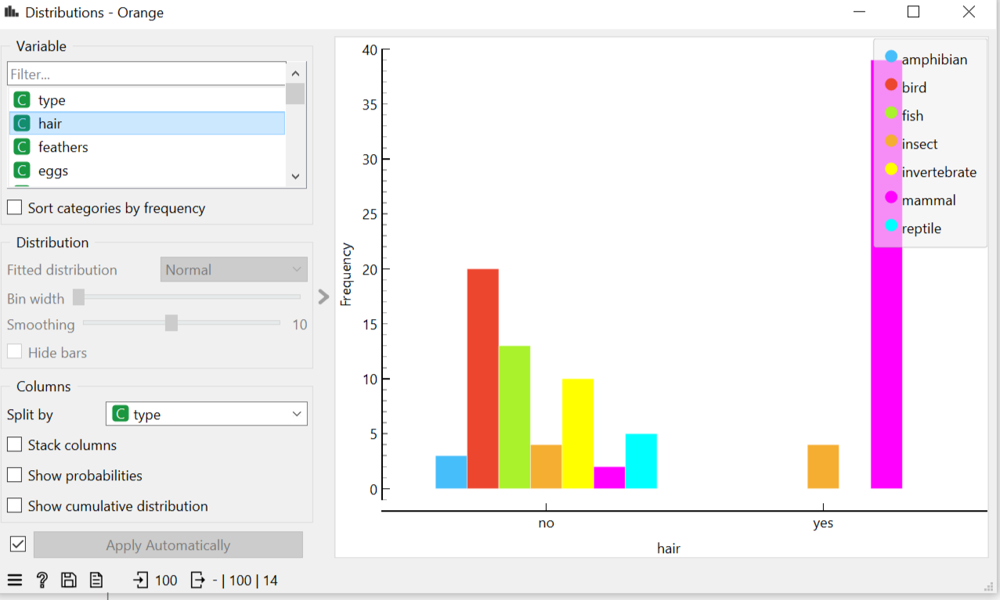 Distributions - Orange
Variable
Filter...
C type
C hair
C feathers
C eggs
Sort categories by frequency
Distribution
Fitted distribution Normal
Bin width
Smoothing 10
Hide bars
Columns
Split by C type
Stack columns
Show probabilities
Show cumulative distribution
Apply Automatically
? 100 - | 100 | 14
Frequency
40
35
30
25
20
15
10
5
0
no yes
hair
amphibian
bird
fish
insect
invertebrate
mammal
reptile